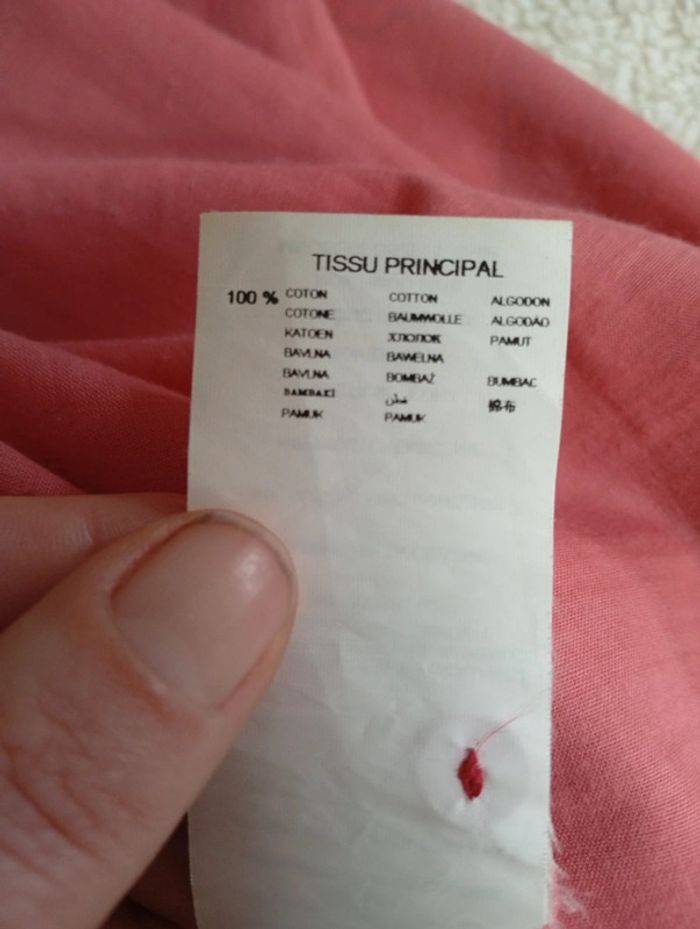 TISSU PRINCIPAL
100 % COTON COTTON ALGODON
COTONE BAUMWOLLE ALGODÃO
KATOEN ХЛОПОК PAMUT
BAVLNA BAWEŁNA
BAVLNA BOMBAŽ BUMBAC
BAMBAKI قطن 棉布
PAMUK PAMUK